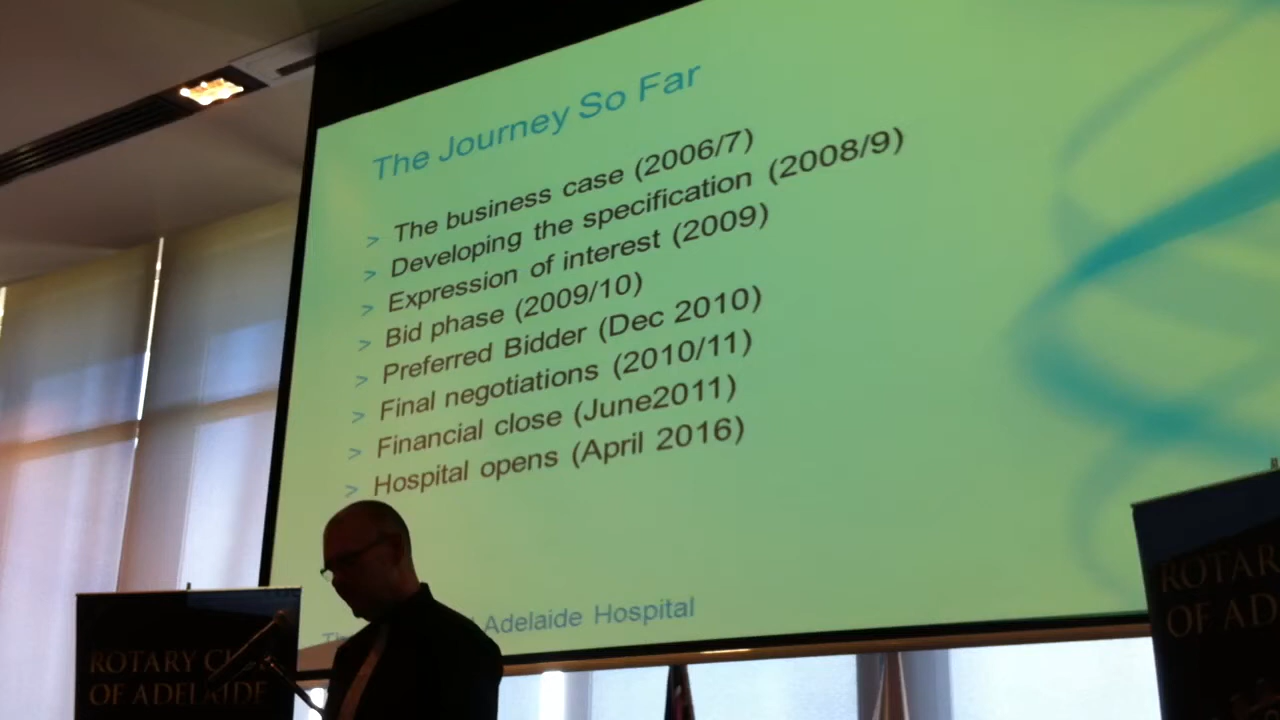 The Journey So Far
> The business case (2006/7)
> Developing the specification (2008/9)
> Expression of interest (2009)
> Bid phase (2009/10)
> Preferred Bidder (Dec 2010)
> Final negotiations (2010/11)
> Financial close (June2011)
> Hospital opens (April 2016)
Adelaide Hospital
ROTARY
OF ADELAIDE
ROTAR
OF ADE